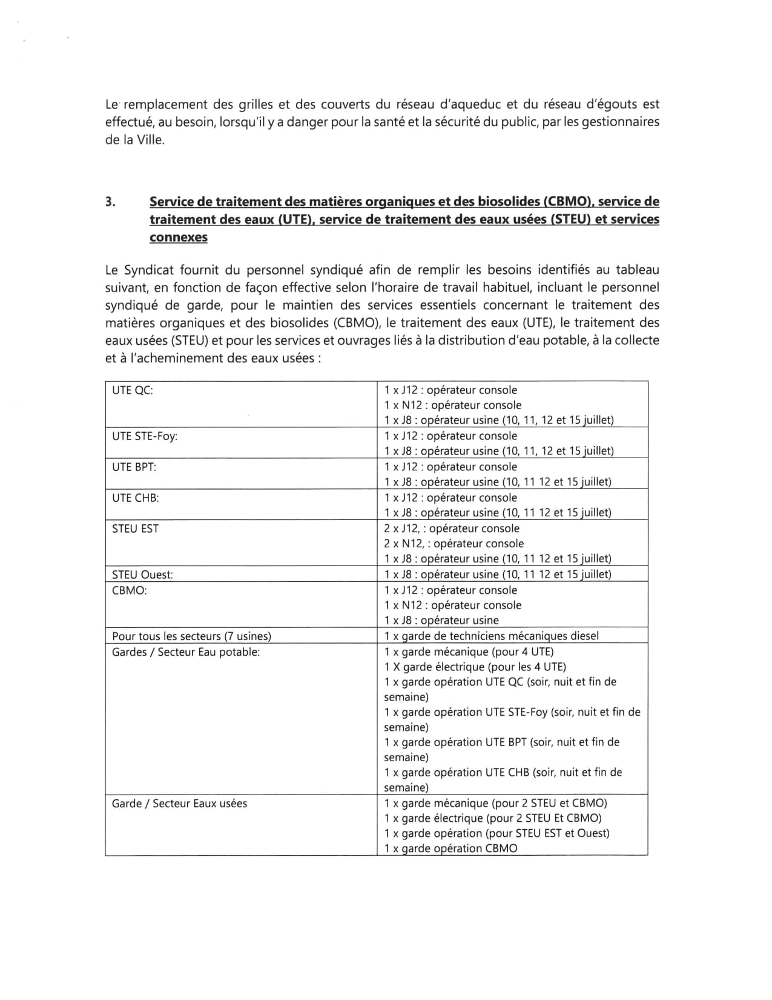 Le remplacement des grilles et des couverts du réseau d'aqueduc et du réseau d'égouts est
effectué, au besoin, lorsqu'il y a danger pour la santé et la sécurité du public, par les gestionnaires
de la Ville.
3. Service de traitement des matières organiques et des biosolides (CBMO), service de
traitement des eaux (UTE), service de traitement des eaux usées (STEU) et services
connexes
Le Syndicat fournit du personnel syndiqué afin de remplir les besoins identifiés au tableau
suivant, en fonction de façon effective selon l'horaire de travail habituel, incluant le personnel
syndiqué de garde, pour le maintien des services essentiels concernant le traitement des
matières organiques et des biosolides (CBMO), le traitement des eaux (UTE), le traitement des
eaux usées (STEU) et pour les services et ouvrages liés à la distribution d'eau potable, à la collecte
et à l'acheminement des eaux usées :
UTE QC:
1 x J12 : opérateur console
1 x N12 : opérateur console
1 x J8 : opérateur usine (10, 11, 12 et 15 juillet)
UTE STE-Foy:
1 x J12 : opérateur console
1 x J8 : opérateur usine (10, 11, 12 et 15 juillet)
UTE BPT:
1 x J12 : opérateur console
1 x J8 : opérateur usine (10, 11 12 et 15 juillet)
UTE CHB:
1 x J12 : opérateur console
1 x J8 : opérateur usine (10, 11 12 et 15 juillet)
STEU EST
2 x J12, : opérateur console
2 x N12, : opérateur console
1 x J8 : opérateur usine (10, 11 12 et 15 juillet)
STEU Ouest:
1 x J8 : opérateur usine (10, 11 12 et 15 juillet)
CBMO:
1 x J12 : opérateur console
1 x N12 : opérateur console
1 x J8 : opérateur usine
Pour tous les secteurs (7 usines)
1 x garde de techniciens mécaniques diesel
Gardes / Secteur Eau potable:
1 x garde mécanique (pour 4 UTE)
1 X garde électrique (pour les 4 UTE)
1 x garde opération UTE QC (soir, nuit et fin de
semaine)
1 x garde opération UTE STE-Foy (soir, nuit et fin de
semaine)
1 x garde opération UTE BPT (soir, nuit et fin de
semaine)
1 x garde opération UTE CHB (soir, nuit et fin de
semaine)
Garde / Secteur Eaux usées
1 x garde mécanique (pour 2 STEU et CBMO)
1 x garde électrique (pour 2 STEU Et CBMO)
1 x garde opération (pour STEU EST et Ouest)
1 x garde opération CBMO